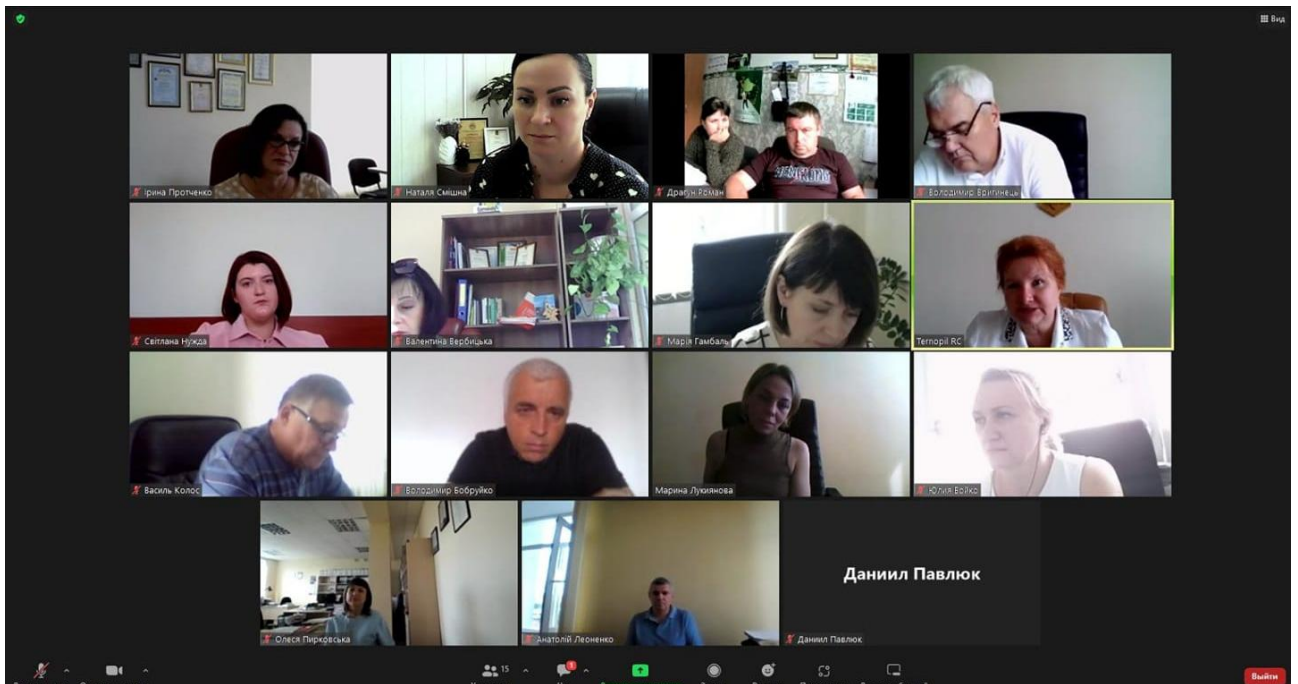 Вид
Ірина Протченко
Наталя Смішна
Драгун Роман
Володимир Вригинець
Світлана Нужда
Валентина Вербицька
Марія Гамбаль
Ternopil RC
Василь Колос
Володимир Бобруйко
Марина Лукиянова
Юлия Бойко
Олеся Пирковська
Анатолій Леоненко
Даниил Павлюк
Даниил Павлюк
15
Выйти